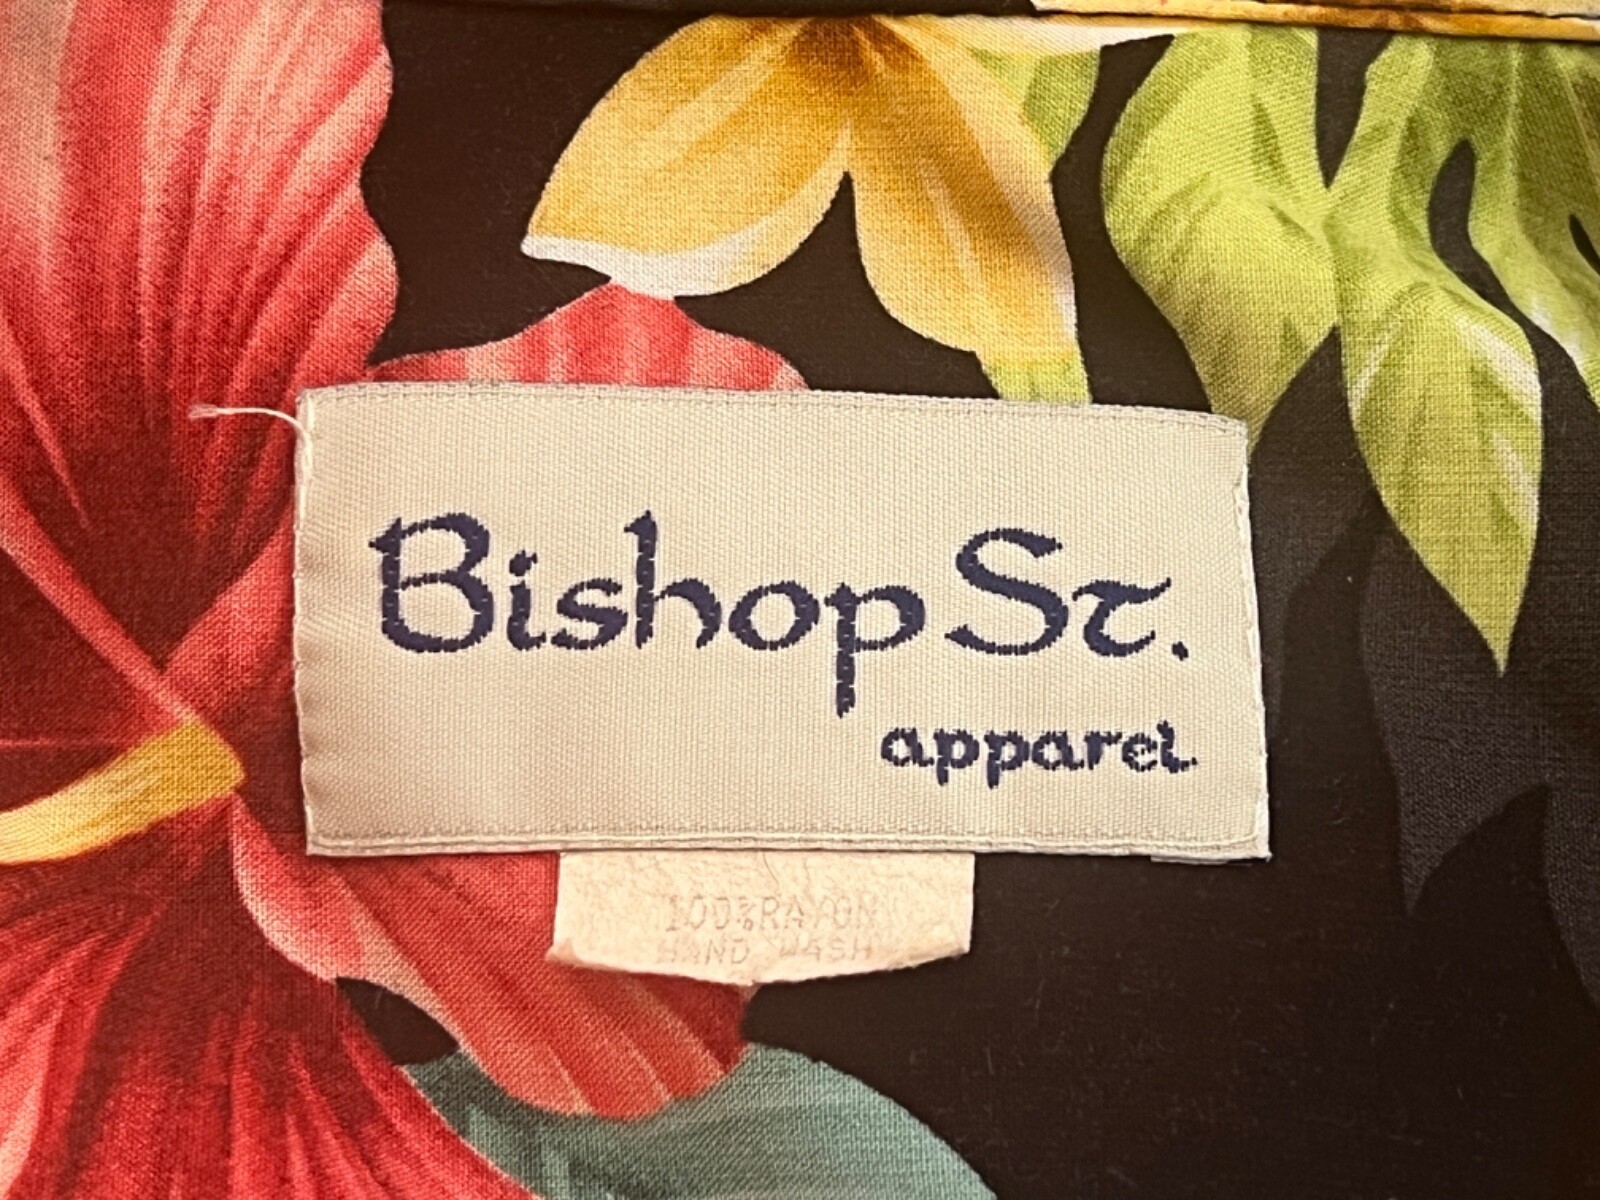 Bishop St.
apparel
100%RAYON
HAND WASH